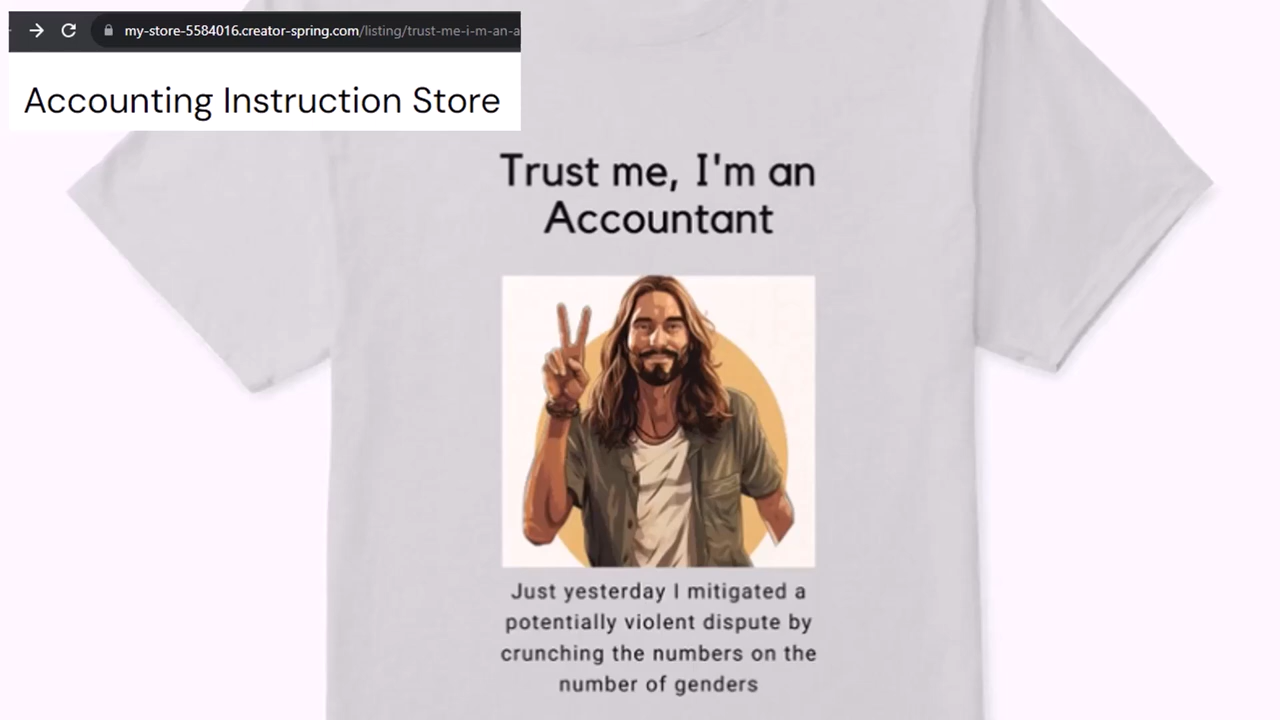 my-store-5584016.creator-spring.com/listing/trust-me-i-m-an-a
Accounting Instruction Store
Trust me, I'm an
Accountant
Just yesterday I mitigated a
potentially violent dispute by
crunching the numbers on the
number of genders